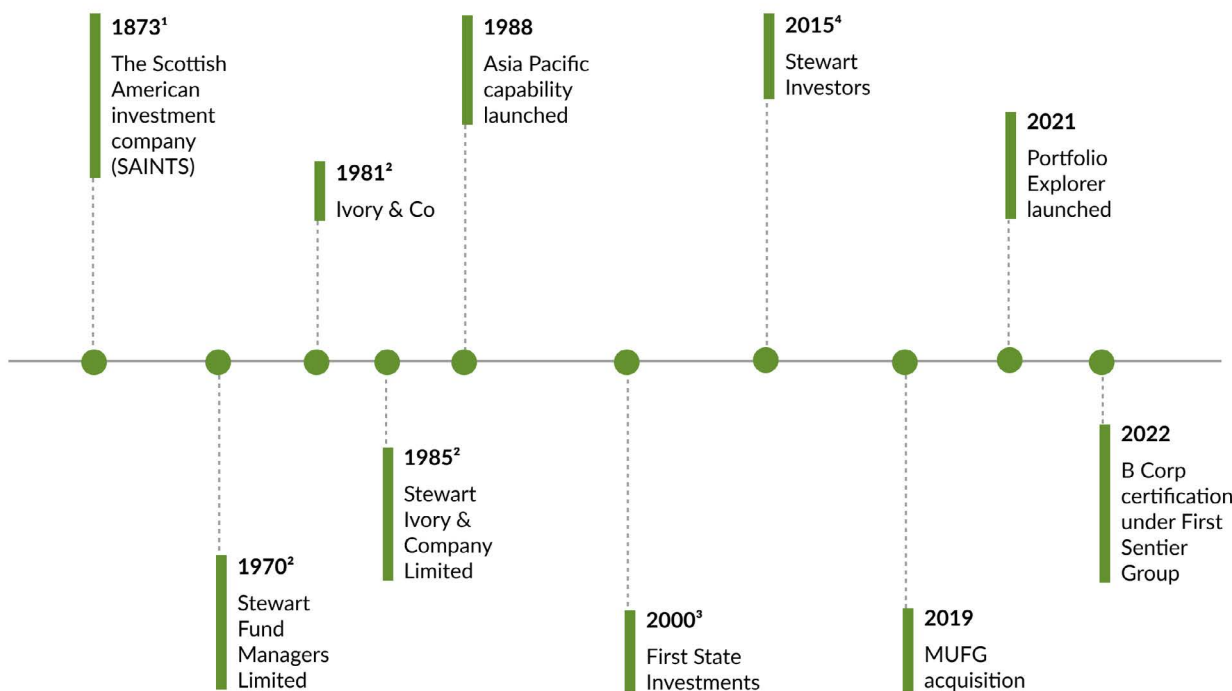 1873¹
The Scottish
American
investment
company
(SAINTS)
1970²
Stewart
Fund
Managers
Limited
1981²
Ivory & Co
1985²
Stewart
Ivory &
Company
Limited
1988
Asia Pacific
capability
launched
2000³
First State
Investments
2015⁴
Stewart
Investors
2019
MUFG
acquisition
2021
Portfolio
Explorer
launched
2022
B Corp
certification
under First
Sentier
Group